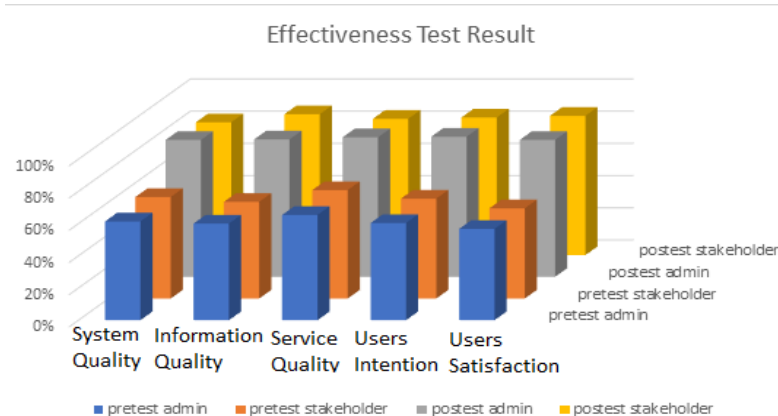 Effectiveness Test Result
100%
80%
60%
40%
20%
0%
postest stakeholder
postest admin
pretest stakeholder
pretest admin
System Quality
Information Quality
Service Quality
Users Intention
Users Satisfaction
pretest admin
pretest stakeholder
postest admin
postest stakeholder